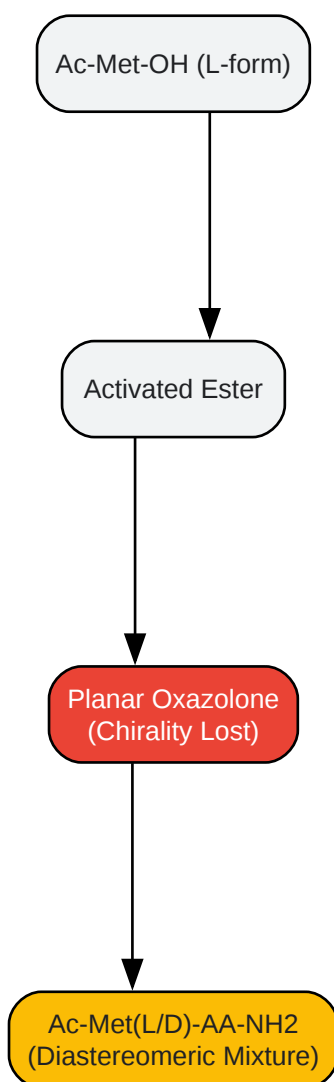 Ac-Met-OH (L-form)
Activated Ester
Planar Oxazolone
(Chirality Lost)
Ac-Met(L/D)-AA-NH2
(Diastereomeric Mixture)